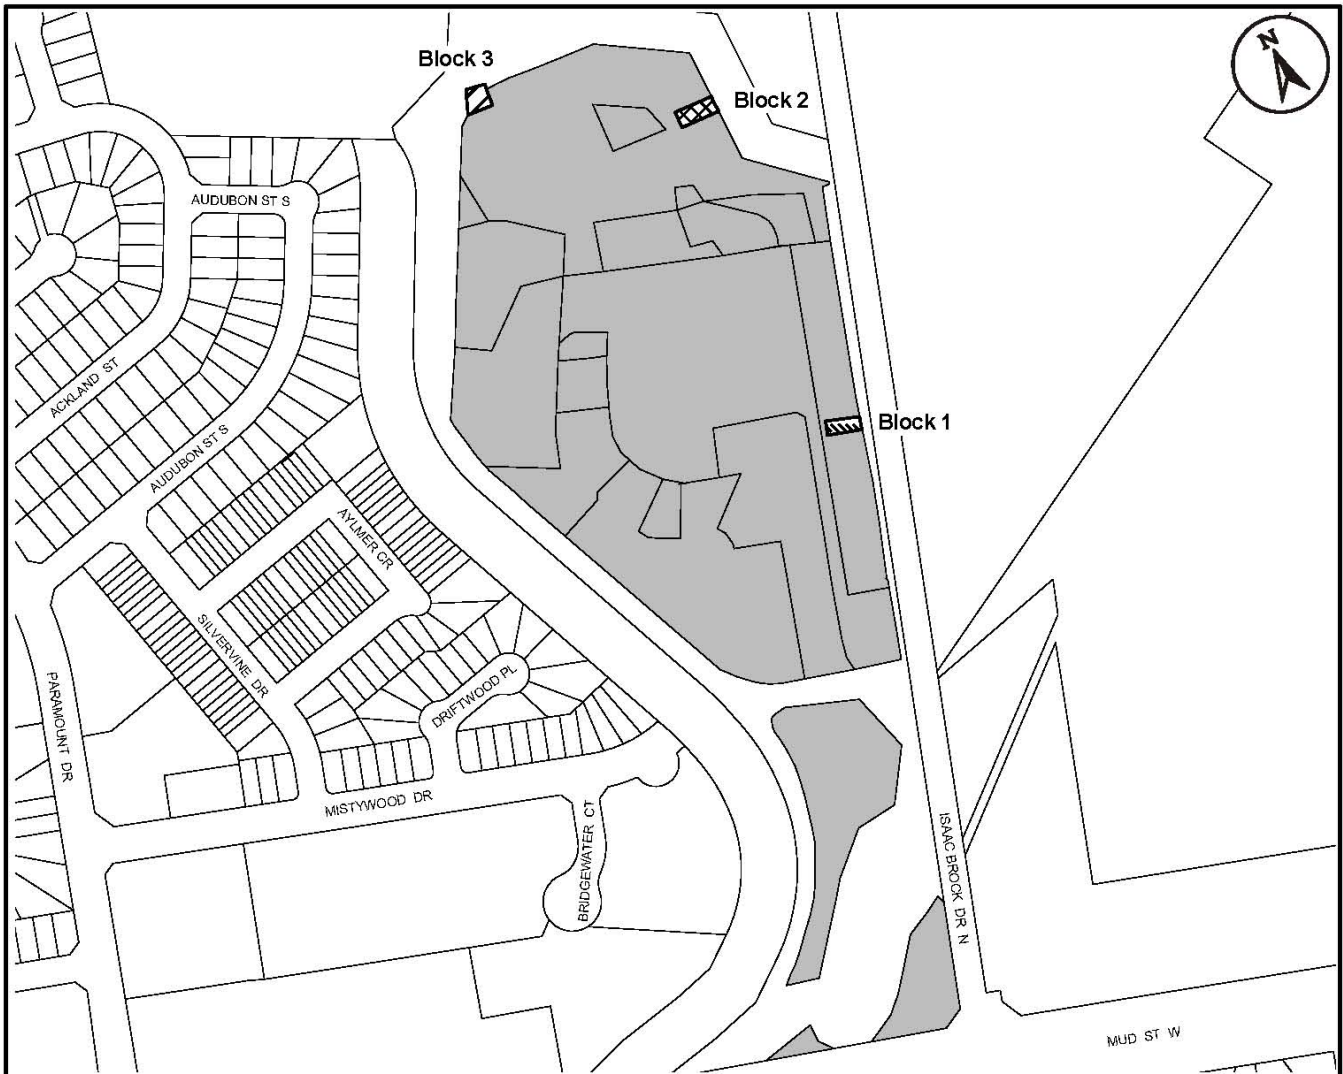 N
Block 3
Block 2
AUDUBON ST S
ACKLAND ST
Block 1
AUDUBON ST S
AYLMER CR
SILVERVINE DR
DRIFTWOOD PL
PARAMOUNT DR
MISTYWOOD DR
BRIDGEWATER CT
ISAAC BROCK DR N
MUD ST W